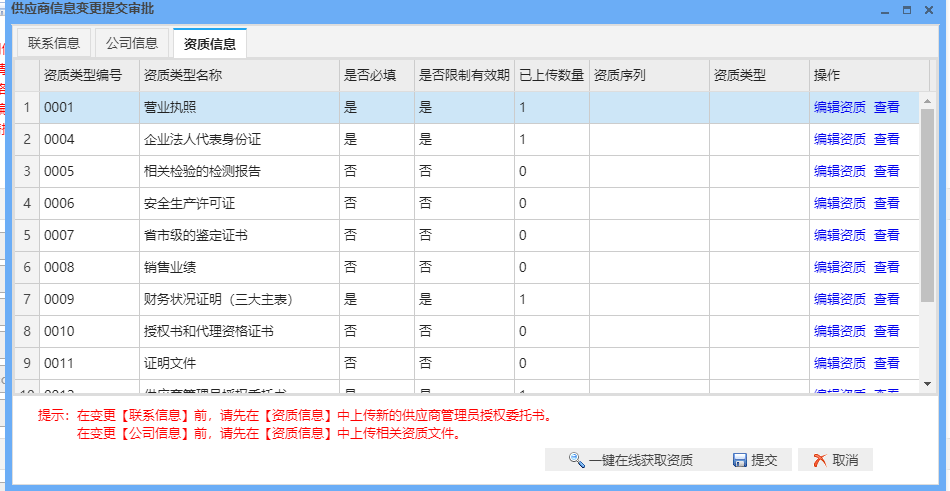 供应商信息变更提交审批
联系信息 公司信息 资质信息
资质类型编号 资质类型名称 是否必填 是否限制有效期 已上传数量 资质序列 资质类型 操作
1 0001 营业执照 是 是 1 编辑资质 查看
2 0004 企业法人代表身份证 是 是 1 编辑资质 查看
3 0005 相关检验的检测报告 否 否 0 编辑资质 查看
4 0006 安全生产许可证 否 否 0 编辑资质 查看
5 0007 省市级的鉴定证书 否 否 0 编辑资质 查看
6 0008 销售业绩 否 否 0 编辑资质 查看
7 0009 财务状况证明（三大主表） 是 是 1 编辑资质 查看
8 0010 授权书和代理资格证书 否 否 0 编辑资质 查看
9 0011 证明文件 否 否 0 编辑资质 查看
提示：在变更【联系信息】前，请先在【资质信息】中上传新的供应商管理员授权委托书。
在变更【公司信息】前，请先在【资质信息】中上传相关资质文件。
一键在线获取资质 提交 取消